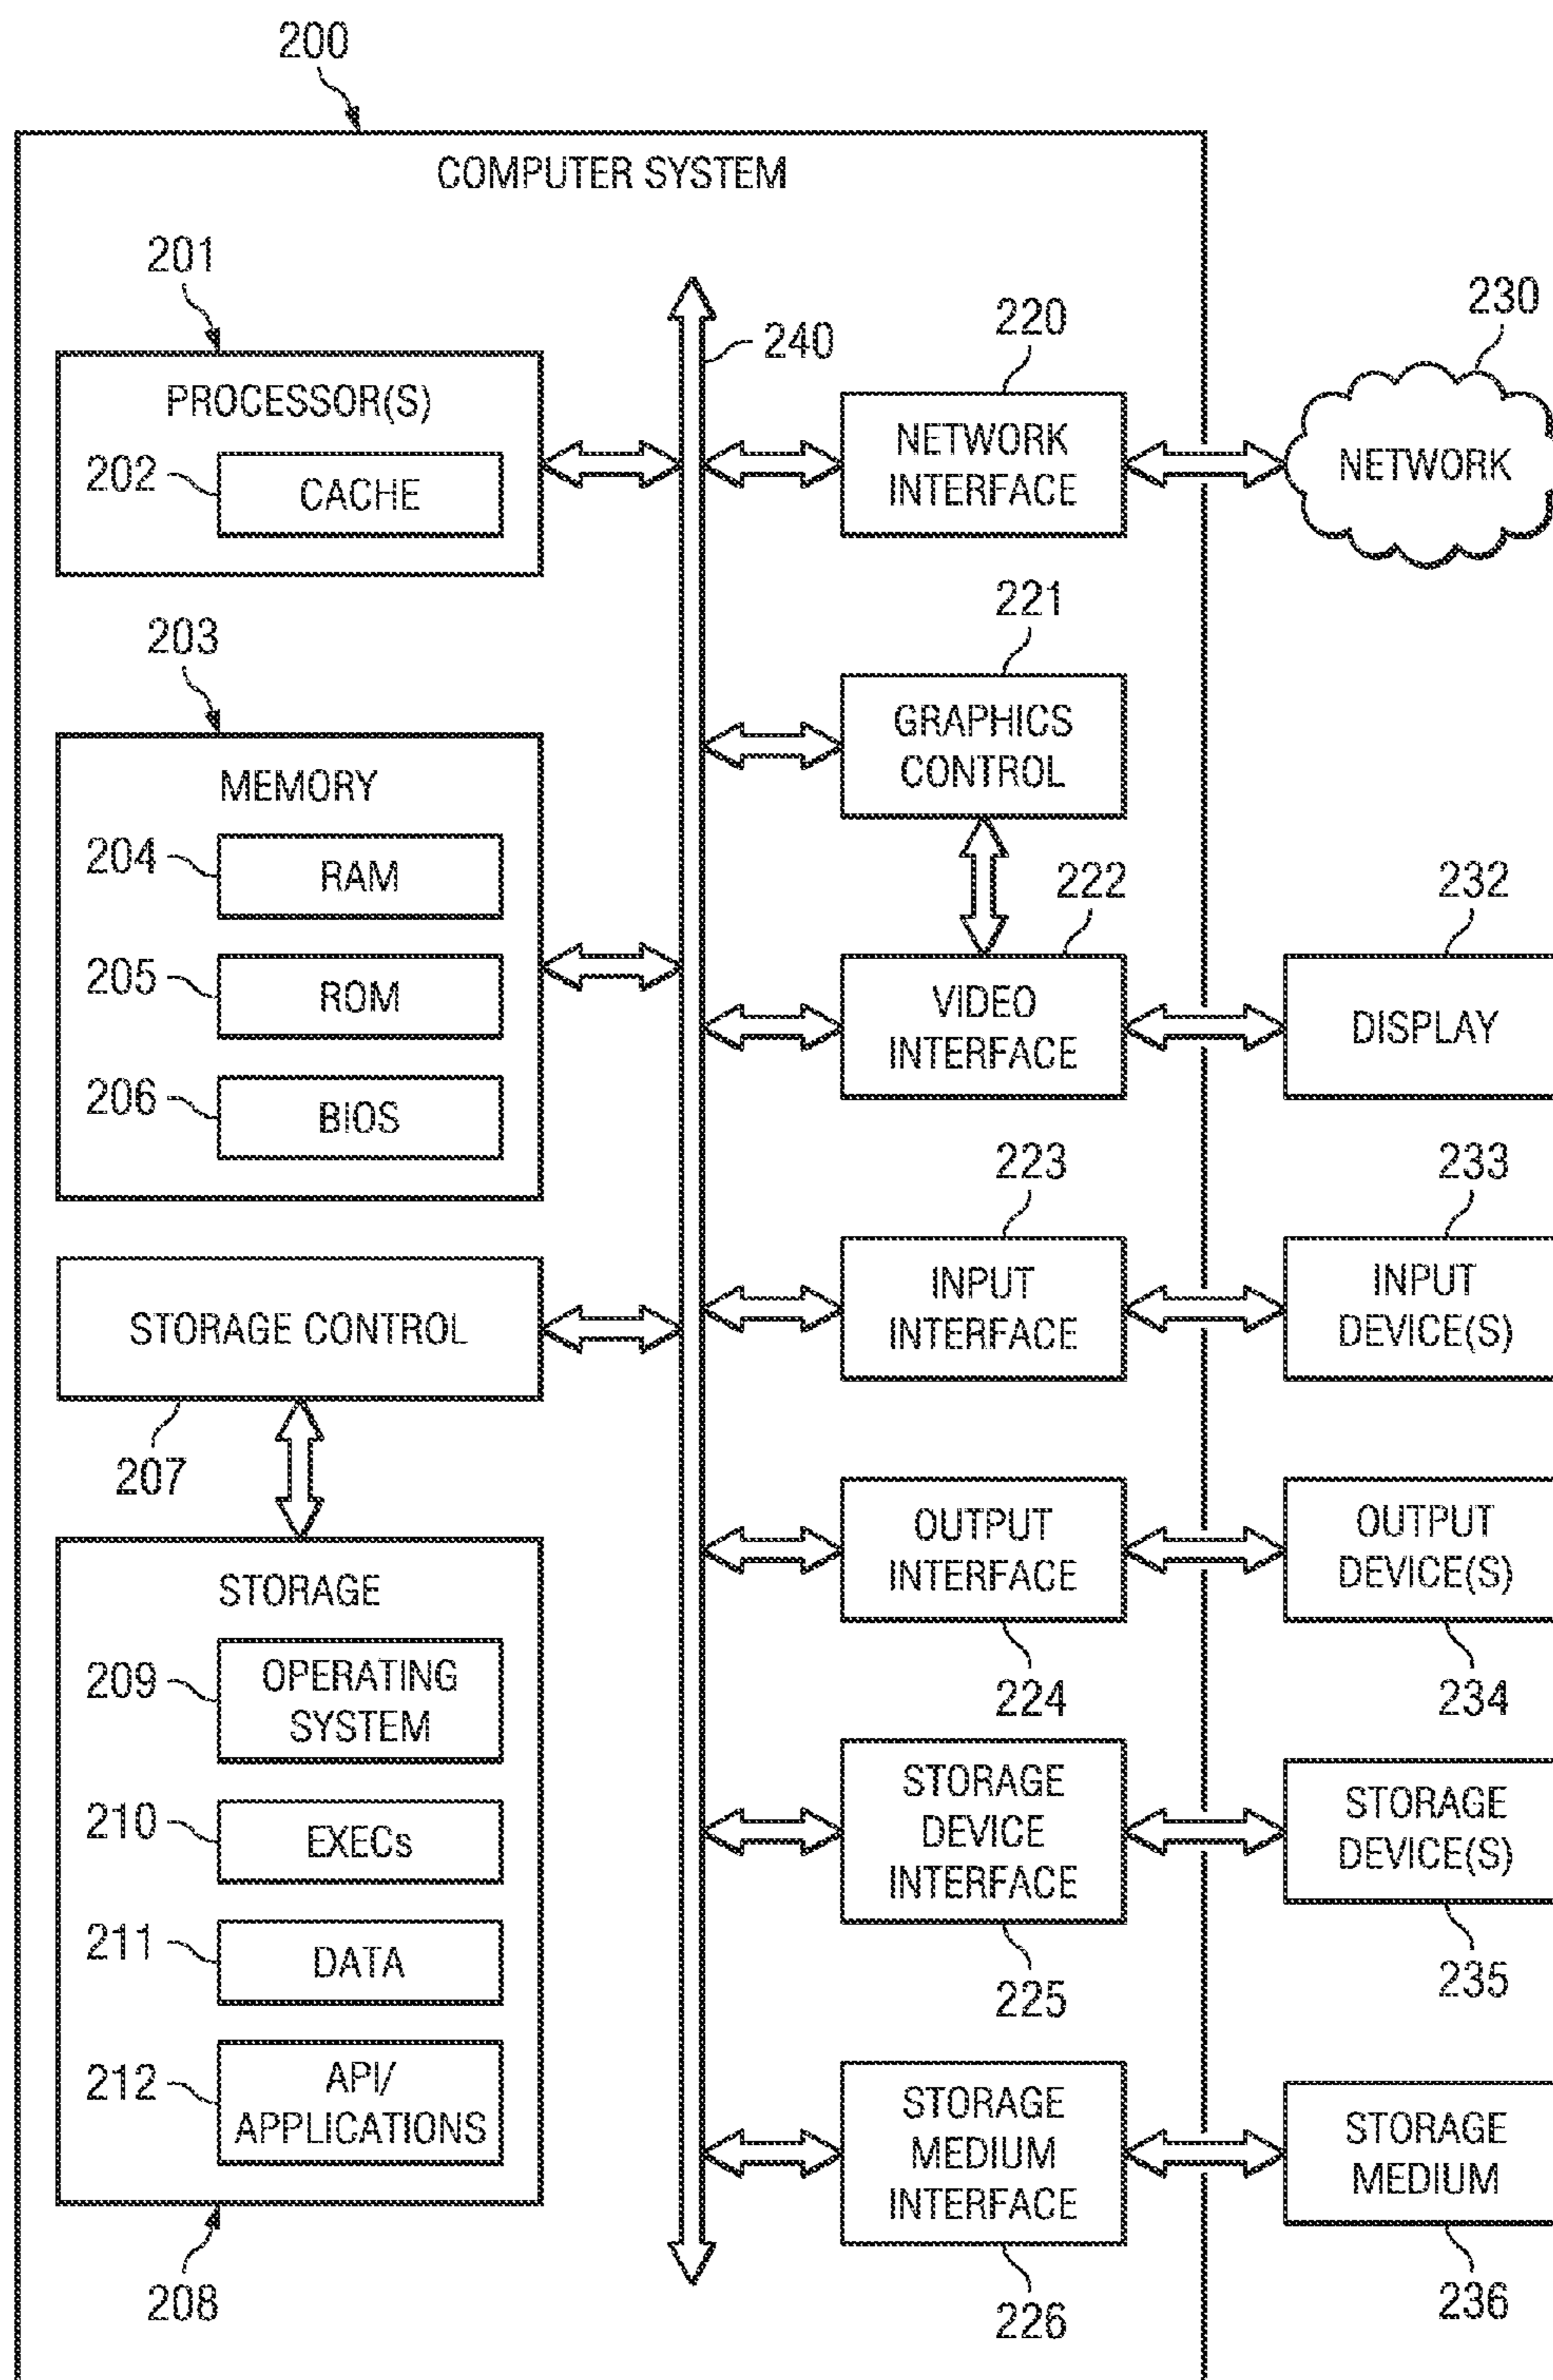 200
COMPUTER SYSTEM
201
PROCESSOR(S)
202
CACHE
203
MEMORY
204
RAM
205
ROM
206
BIOS
STORAGE CONTROL
207
STORAGE
209
OPERATING
SYSTEM
210
EXECs
211
DATA
212
API/
APPLICATIONS
208
240
220
NETWORK
INTERFACE
221
GRAPHICS
CONTROL
222
VIDEO
INTERFACE
223
INPUT
INTERFACE
OUTPUT
INTERFACE
224
STORAGE
DEVICE
INTERFACE
225
STORAGE
MEDIUM
INTERFACE
226
230
NETWORK
232
DISPLAY
233
INPUT
DEVICE(S)
OUTPUT
DEVICE(S)
234
STORAGE
DEVICE(S)
235
STORAGE
MEDIUM
236